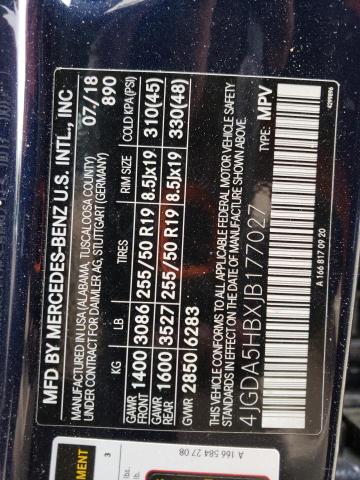 MFD BY MERCEDES-BENZ U.S. INTL., INC
MANUFACTURED IN USA (ALABAMA, TUSCALOOSA COUNTY) 07 / 18
UNDER CONTRACT FOR DAIMLER AG, STUTTGART (GERMANY) 890
KG LB TIRES RIM SIZE COLD KPA (PSI)
GAWR FRONT 1400 3086 255/50 R19 8.5Jx19 310(45)
GAWR REAR 1600 3527 255/50 R19 8.5Jx19 330(48)
GVWR 2850 6283
THIS VEHICLE CONFORMS TO ALL APPLICABLE FEDERAL MOTOR VEHICLE SAFETY
STANDARDS IN EFFECT ON THE DATE OF MANUFACTURE SHOWN ABOVE.
4JGDA5HBXJB177027 TYPE: MPV
A 166 817 09 20
A 166 584 27 08
3
lbs.
lb.